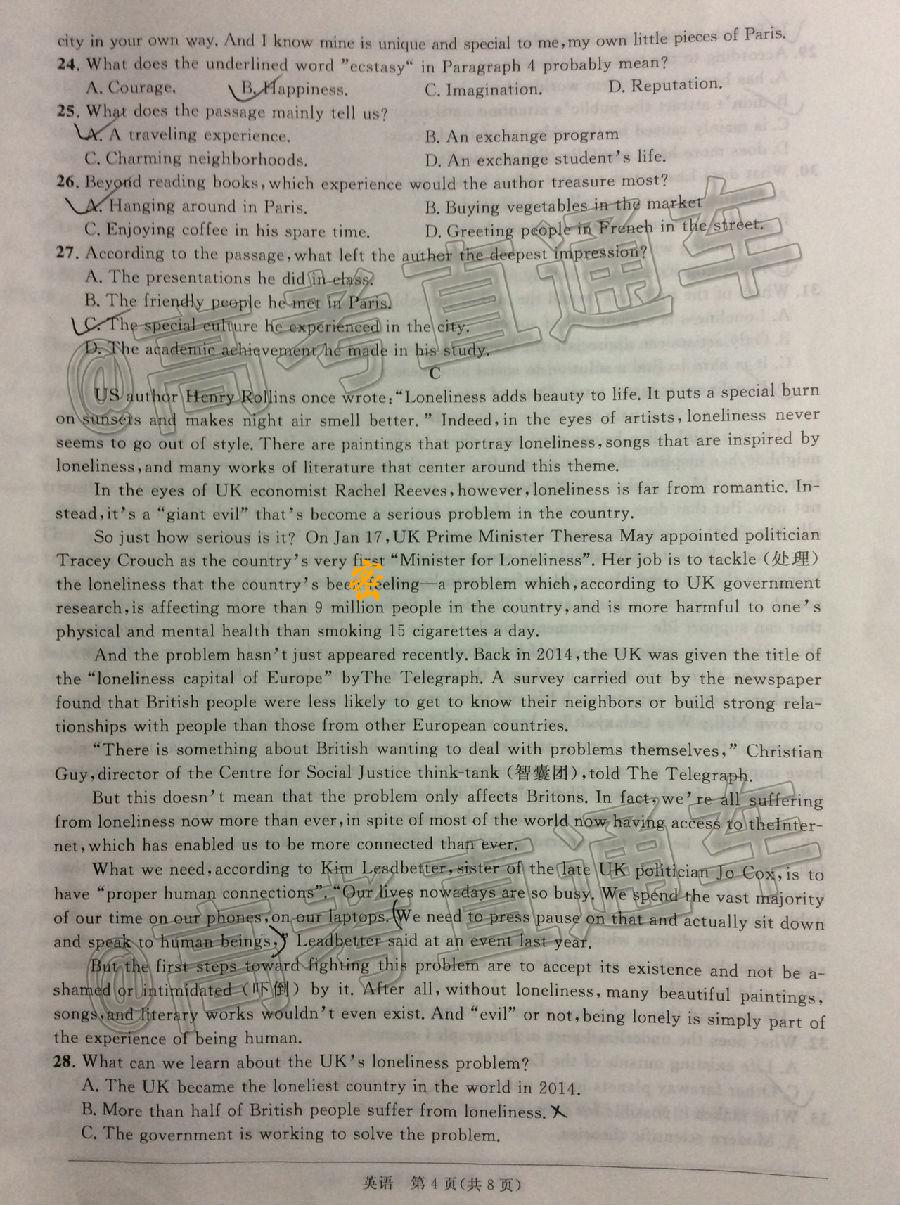 city in your own way. And I know mine is unique and special to me, my own little pieces of Paris.
24. What does the underlined word "ecstasy" in Paragraph 4 probably mean?
A. Courage. B. Happiness. C. Imagination. D. Reputation.
25. What does the passage mainly tell us?
A. A traveling experience. B. An exchange program
C. Charming neighborhoods. D. An exchange student's life.
26. Beyond reading books, which experience would the author treasure most?
A. Hanging around in Paris. B. Buying vegetables in the market
C. Enjoying coffee in his spare time. D. Greeting people in French in the street.
27. According to the passage, what left the author the deepest impression?
A. The presentations he did in class.
B. The friendly people he met in Paris.
C. The special culture he experienced in the city.
D. The academic achievement he made in his study.
C
US author Henry Rollins once wrote: "Loneliness adds beauty to life. It puts a special burn
on sunsets and makes night air smell better." Indeed, in the eyes of artists, loneliness never
seems to go out of style. There are paintings that portray loneliness, songs that are inspired by
loneliness, and many works of literature that center around this theme.
In the eyes of UK economist Rachel Reeves, however, loneliness is far from romantic. In-
stead, it's a "giant evil" that's become a serious problem in the country.
So just how serious is it? On Jan 17, UK Prime Minister Theresa May appointed politician
Tracey Crouch as the country's very first "Minister for Loneliness". Her job is to tackle (处理)
the loneliness that the country's been feeling—a problem which, according to UK government
research, is affecting more than 9 million people in the country, and is more harmful to one's
physical and mental health than smoking 15 cigarettes a day.
And the problem hasn't just appeared recently. Back in 2014, the UK was given the title of
the "loneliness capital of Europe" byThe Telegraph. A survey carried out by the newspaper
found that British people were less likely to get to know their neighbors or build strong rela-
tionships with people than those from other European countries.
"There is something about British wanting to deal with problems themselves," Christian
Guy, director of the Centre for Social Justice think-tank (智囊团), told The Telegraph.
But this doesn't mean that the problem only affects Britons. In fact, we're all suffering
from loneliness now more than ever, in spite of most of the world now having access to theInter-
net, which has enabled us to be more connected than ever.
What we need, according to Kim Leadbetter, sister of the late UK politician Jo Cox, is to
have "proper human connections". "Our lives nowadays are so busy. We spend the vast majority
of our time on our phones, on our laptops. We need to press pause on that and actually sit down
and speak to human beings," Leadbetter said at an event last year.
But the first steps toward fighting this problem are to accept its existence and not be a-
shamed or intimidated (吓倒) by it. After all, without loneliness, many beautiful paintings,
songs, and literary works wouldn't even exist. And "evil" or not, being lonely is simply part of
the experience of being human.
28. What can we learn about the UK's loneliness problem?
A. The UK became the loneliest country in the world in 2014.
B. More than half of British people suffer from loneliness.
C. The government is working to solve the problem.
英语 第4页(共8页)
@高考直通车
@高考直通车
密